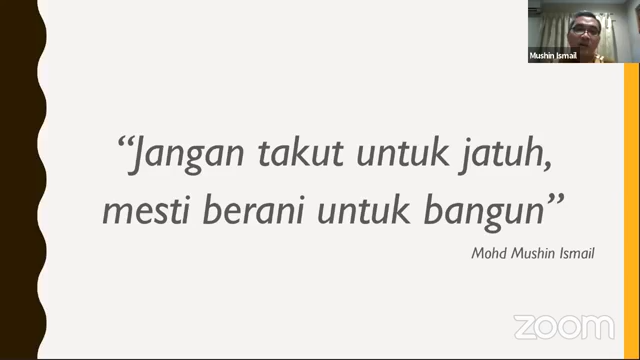 Mushin Ismail
“Jangan takut untuk jatuh,
mesti berani untuk bangun”
Mohd Mushin Ismail
zoom